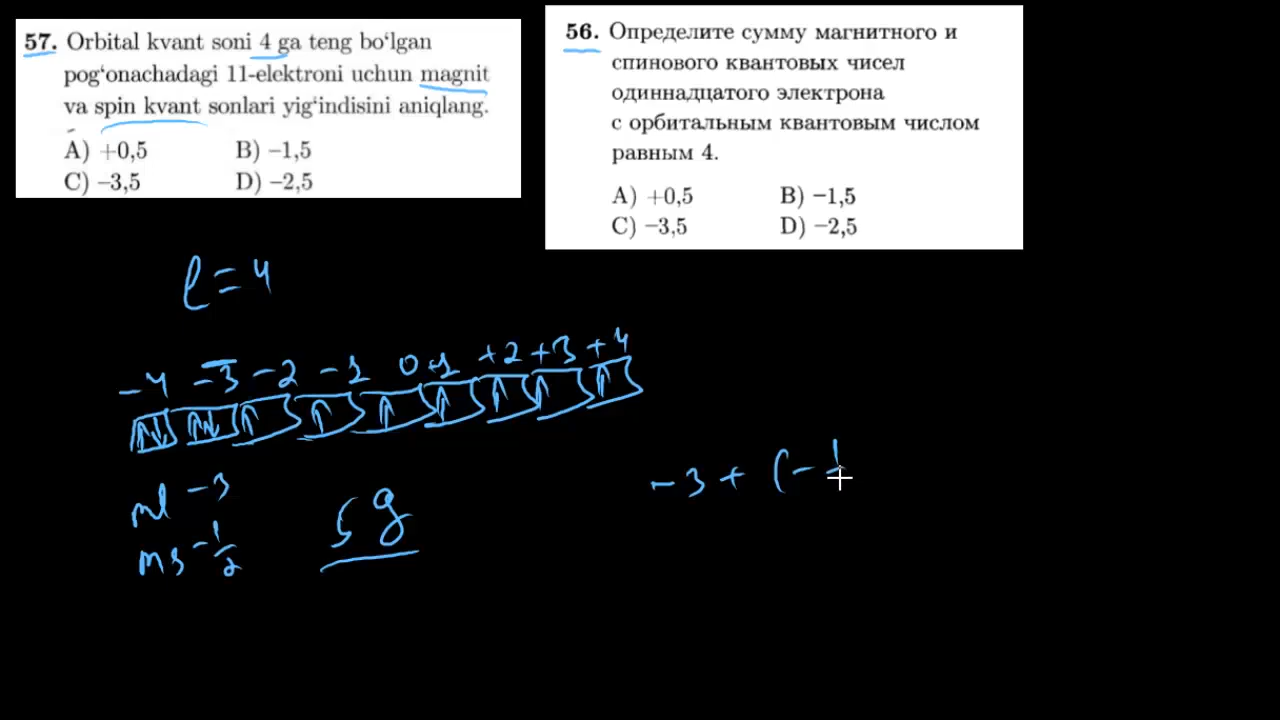 57. Orbital kvant soni 4 ga teng bo‘lgan
pog‘onachadagi 11-elektroni uchun magnit
va spin kvant sonlari yig‘indisini aniqlang.
A) +0,5 B) –1,5
C) –3,5 D) –2,5
56. Определите сумму магнитного и
спинового квантовых чисел
одиннадцатого электрона
с орбитальным квантовым числом
равным 4.
A) +0,5 B) –1,5
C) –3,5 D) –2,5
l = 4
-4 -3 -2 -1 0 +1 +2 +3 +4
↑↓ ↑↓ ↑ ↑ ↑ ↑ ↑ ↑ ↑
ml -3
ms -1/2
5g
-3 + (-1